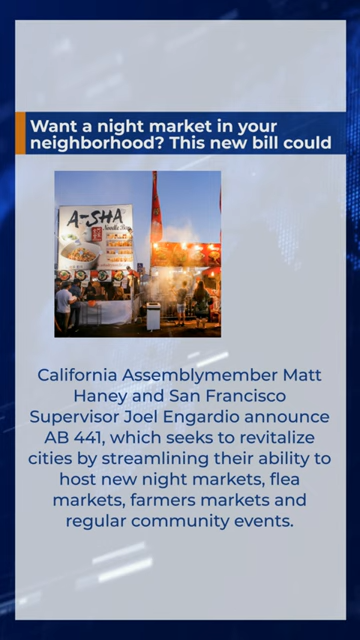 Want a night market in your
neighborhood? This new bill could
A-SHA
Noodle Bar
California Assemblymember Matt
Haney and San Francisco
Supervisor Joel Engardio announce
AB 441, which seeks to revitalize
cities by streamlining their ability to
host new night markets, flea
markets, farmers markets and
regular community events.